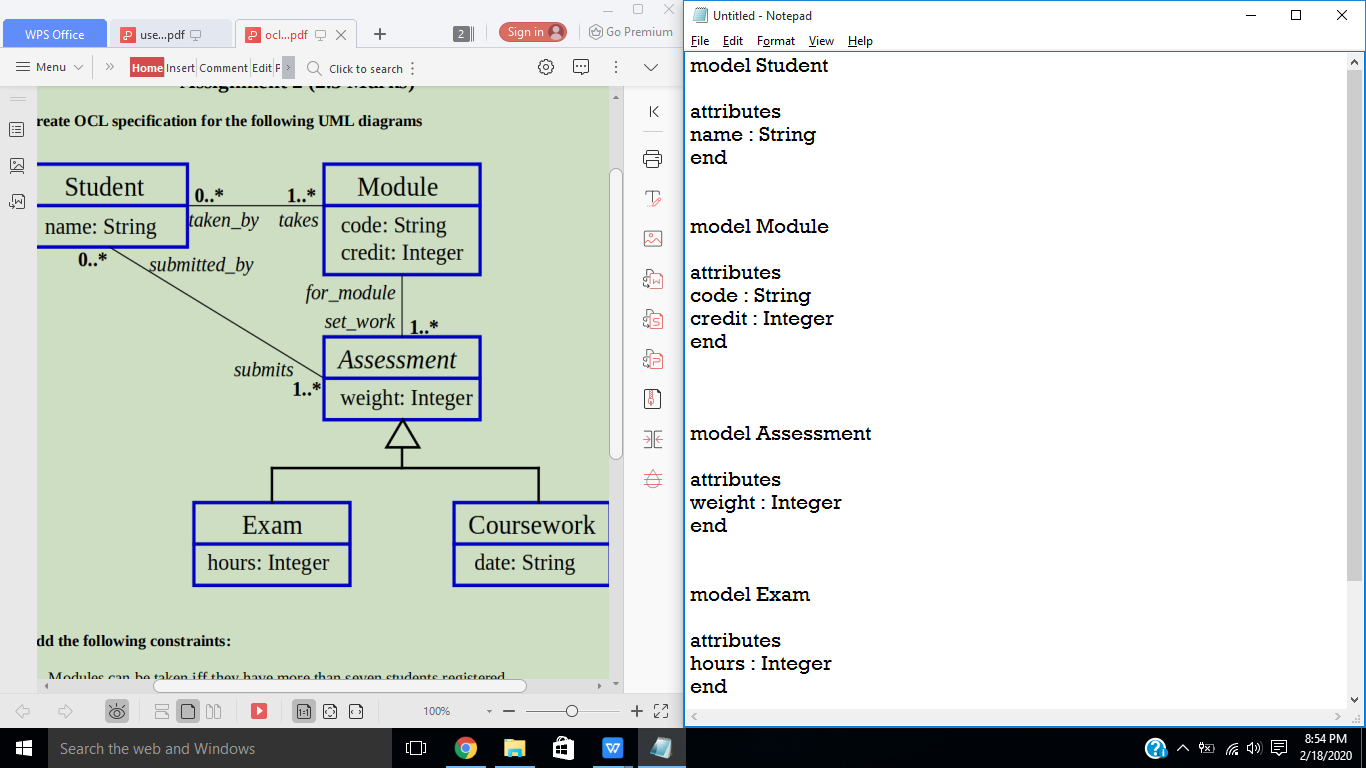 WPS Office
use...pdf
ocl...pdf
2
Sign in
Go Premium
Menu
Home
Insert
Comment
Edit
Click to search
reate OCL specification for the following UML diagrams
Student
name: String
0..*
1..*
taken_by
takes
Module
code: String
credit: Integer
0..*
submitted_by
for_module
set_work
1..*
submits
1..*
Assessment
weight: Integer
Exam
hours: Integer
Coursework
date: String
dd the following constraints:
Modules can be taken iff they have more than seven students registered
1:1
100%
Untitled - Notepad
File Edit Format View Help
model Student
attributes
name : String
end
model Module
attributes
code : String
credit : Integer
end
model Assessment
attributes
weight : Integer
end
model Exam
attributes
hours : Integer
end
Search the web and Windows
8:54 PM
2/18/2020